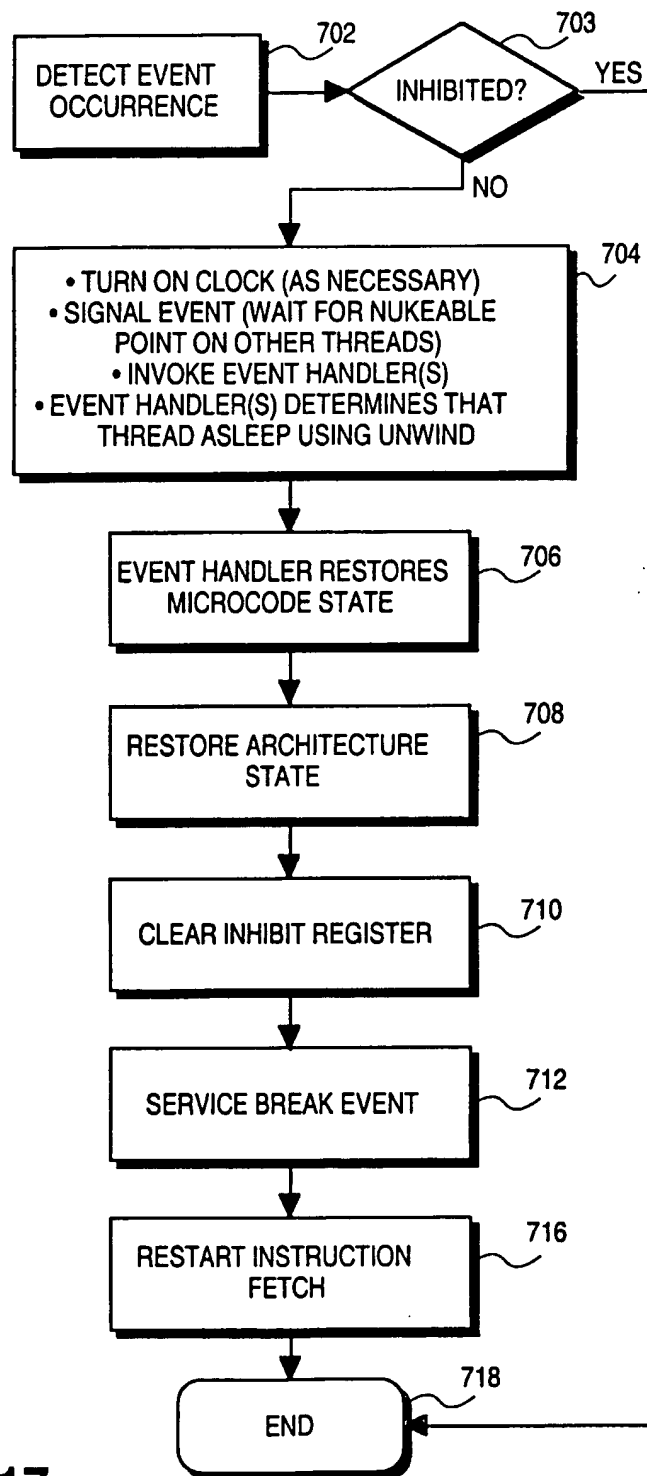 702
703
DETECT EVENT
OCCURRENCE
INHIBITED?
YES
NO
704
• TURN ON CLOCK (AS NECESSARY)
• SIGNAL EVENT (WAIT FOR NUKEABLE
POINT ON OTHER THREADS)
• INVOKE EVENT HANDLER(S)
• EVENT HANDLER(S) DETERMINES THAT
THREAD ASLEEP USING UNWIND
706
EVENT HANDLER RESTORES
MICROCODE STATE
708
RESTORE ARCHITECTURE
STATE
710
CLEAR INHIBIT REGISTER
712
SERVICE BREAK EVENT
716
RESTART INSTRUCTION
FETCH
718
END